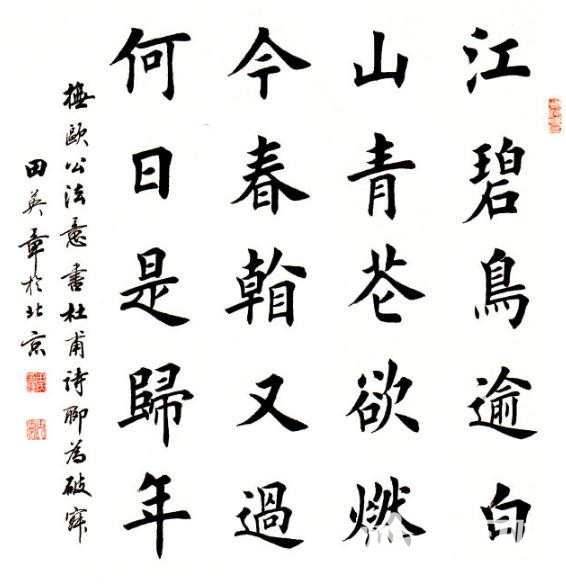 江碧鳥逾白
山青花欲燃
今春看又過
何日是歸年
橅歐公法意書杜甫詩聊為破寂
田英章於北京